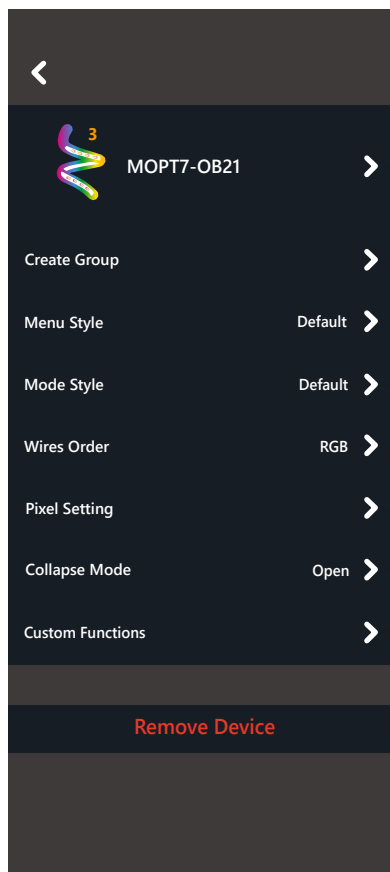 3
MOPT7-OB21
Create Group
Menu Style Default
Mode Style Default
Wires Order RGB
Pixel Setting
Collapse Mode Open
Custom Functions
Remove Device